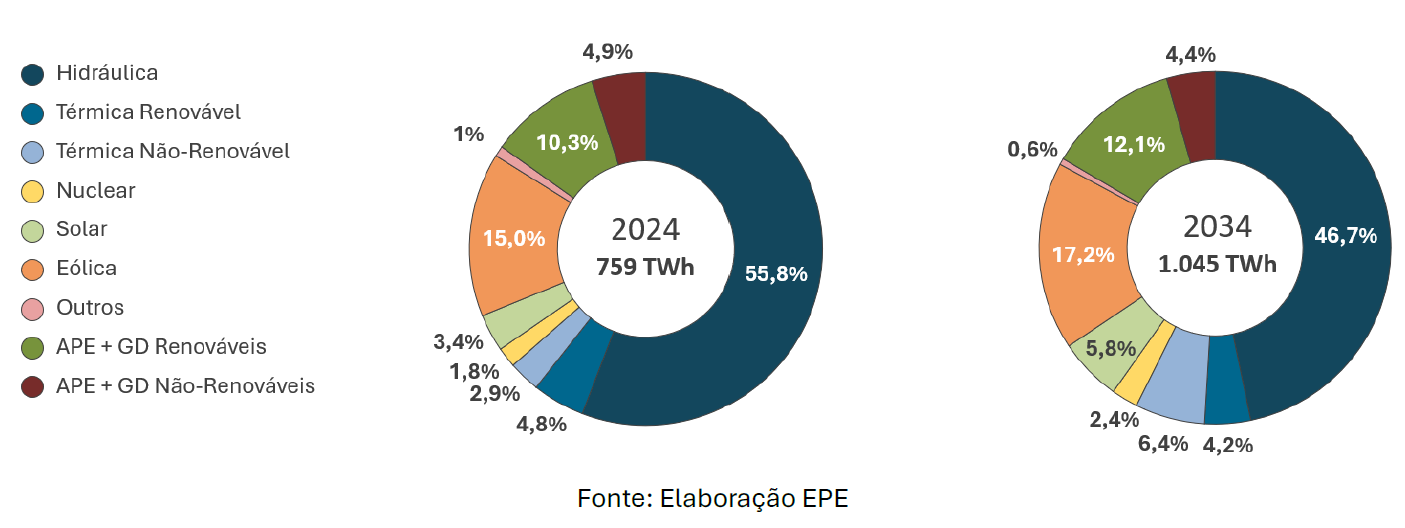 Hidráulica
Térmica Renovável
Térmica Não-Renovável
Nuclear
Solar
Eólica
Outros
APE + GD Renováveis
APE + GD Não-Renováveis
4,9%
1%
10,3%
15,0%
2024
759 TWh
55,8%
3,4%
1,8%
2,9%
4,8%
4,4%
0,6%
12,1%
17,2%
2034
1.045 TWh
46,7%
5,8%
2,4%
6,4%
4,2%
Fonte: Elaboração EPE